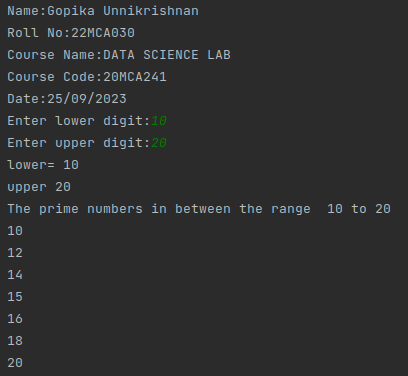 Name:Gopika Unnikrishnan
Roll No:22MCA030
Course Name:DATA SCIENCE LAB
Course Code:20MCA241
Date:25/09/2023
Enter lower digit:10
Enter upper digit:20
lower= 10
upper 20
The prime numbers in between the range  10 to 20
10
12
14
15
16
18
20